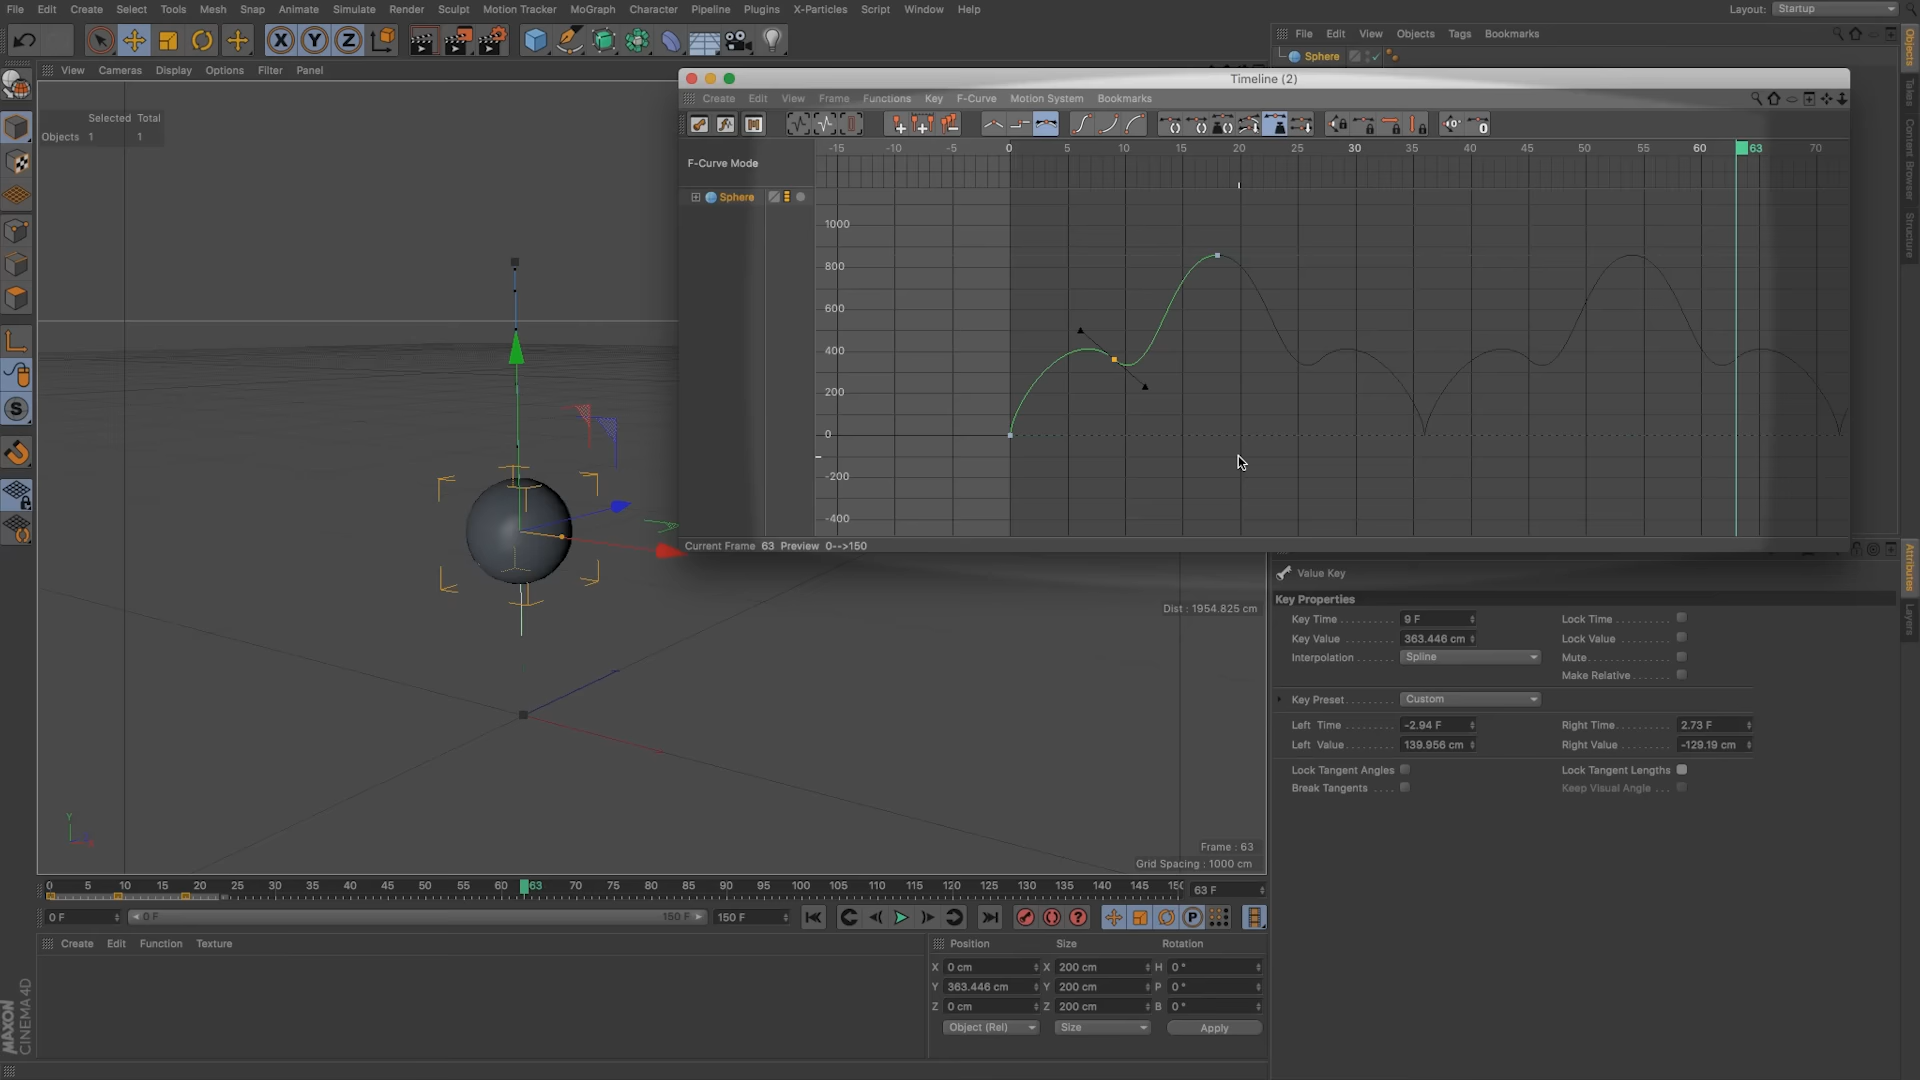 File Edit Create Select Tools Mesh Snap Animate Simulate Render Sculpt Motion Tracker MoGraph Character Pipeline Plugins X-Particles Script Window Help Layout: Startup
File Edit View Objects Tags Bookmarks
Sphere
View Cameras Display Options Filter Panel
Timeline (2)
Create Edit View Frame Functions Key F-Curve Motion System Bookmarks
Selected Total
Objects 1 1
-15 -10 -5 0 5 10 15 20 25 30 35 40 45 50 55 60 63 70
F-Curve Mode
Sphere
1000
800
600
400
200
0
-200
-400
Current Frame 63 Preview 0-->150
Objects
Takes
Content Browser
Structure
Attributes
Layers
Value Key
Key Properties
Key Time 9 F Lock Time
Key Value 363.446 cm Lock Value
Interpolation Spline Mute
Make Relative
Key Preset Custom
Left Time -2.94 F Right Time 2.73 F
Left Value 139.956 cm Right Value -129.19 cm
Lock Tangent Angles Lock Tangent Lengths
Break Tangents Keep Visual Angle
Dist : 1954.825 cm
Y
Frame : 63
Grid Spacing : 1000 cm
0 5 10 15 20 25 30 35 40 45 50 55 60 63 70 75 80 85 90 95 100 105 110 115 120 125 130 135 140 145 150 63 F
0 F 0 F 150 F 150 F
Create Edit Function Texture
Position Size Rotation
X 0 cm X 200 cm H 0 °
Y 363.446 cm Y 200 cm P 0 °
Z 0 cm Z 200 cm B 0 °
Object (Rel) Size Apply
MAXON
CINEMA 4D